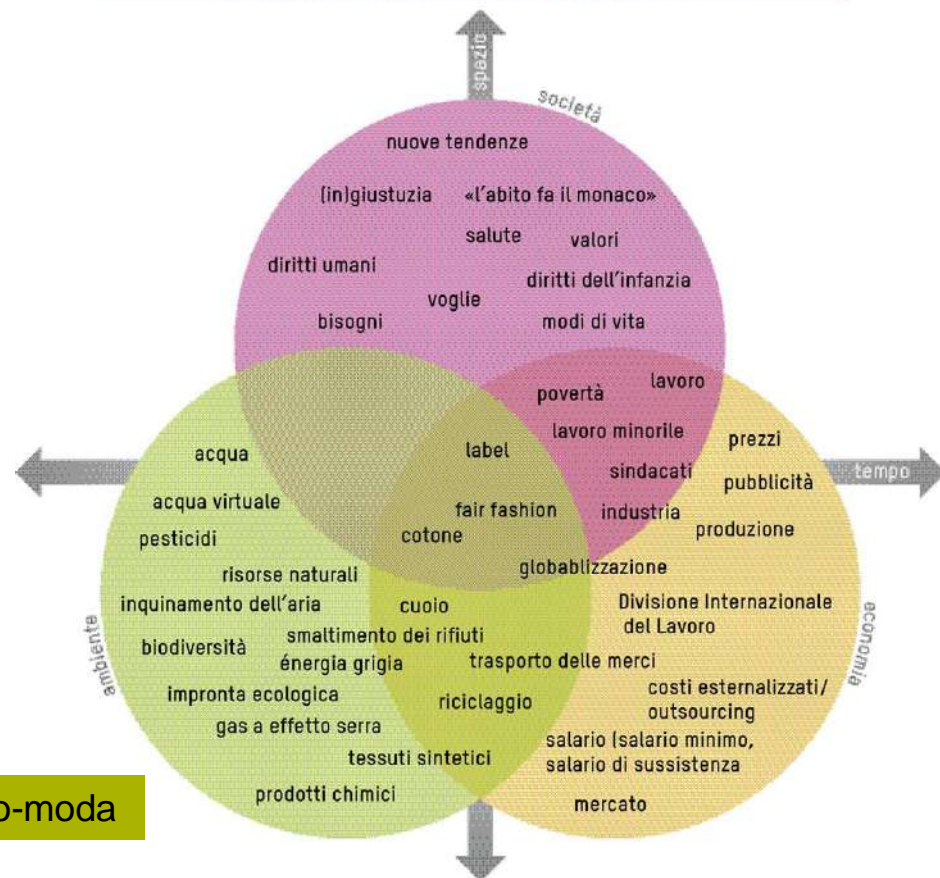 spazio
società
nuove tendenze
(in)giustuzia
«l'abito fa il monaco»
salute
valori
diritti umani
diritti dell'infanzia
voglie
bisogni
modi di vita
povertà
lavoro
lavoro minorile
sindacati
industria
label
fair fashion
cotone
globablizzazione
tempo
prezzi
pubblicità
produzione
acqua
acqua virtuale
pesticidi
risorse naturali
inquinamento dell'aria
biodiversità
smaltimento dei rifiuti
énergia grigia
impronta ecologica
gas a effetto serra
tessuti sintetici
prodotti chimici
ambiente
cuoio
trasporto delle merci
riciclaggio
Divisione Internazionale
del Lavoro
costi esternalizzati/
outsourcing
salario (salario minimo,
salario di sussistenza
mercato
economia
o-moda